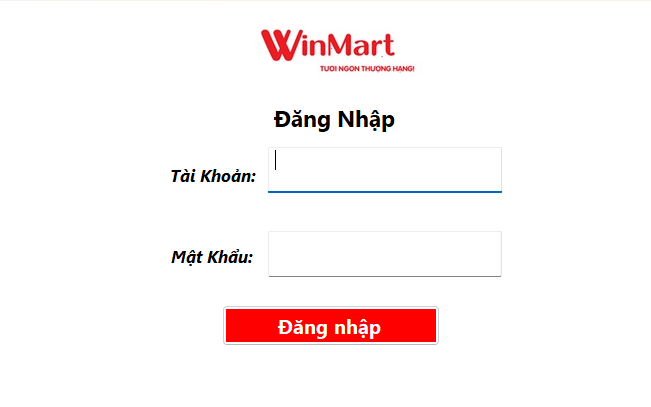 WinMart
TƯƠI NGON THƯỢNG HẠNG!
Đăng Nhập
Tài Khoản:
Mật Khẩu:
Đăng nhập